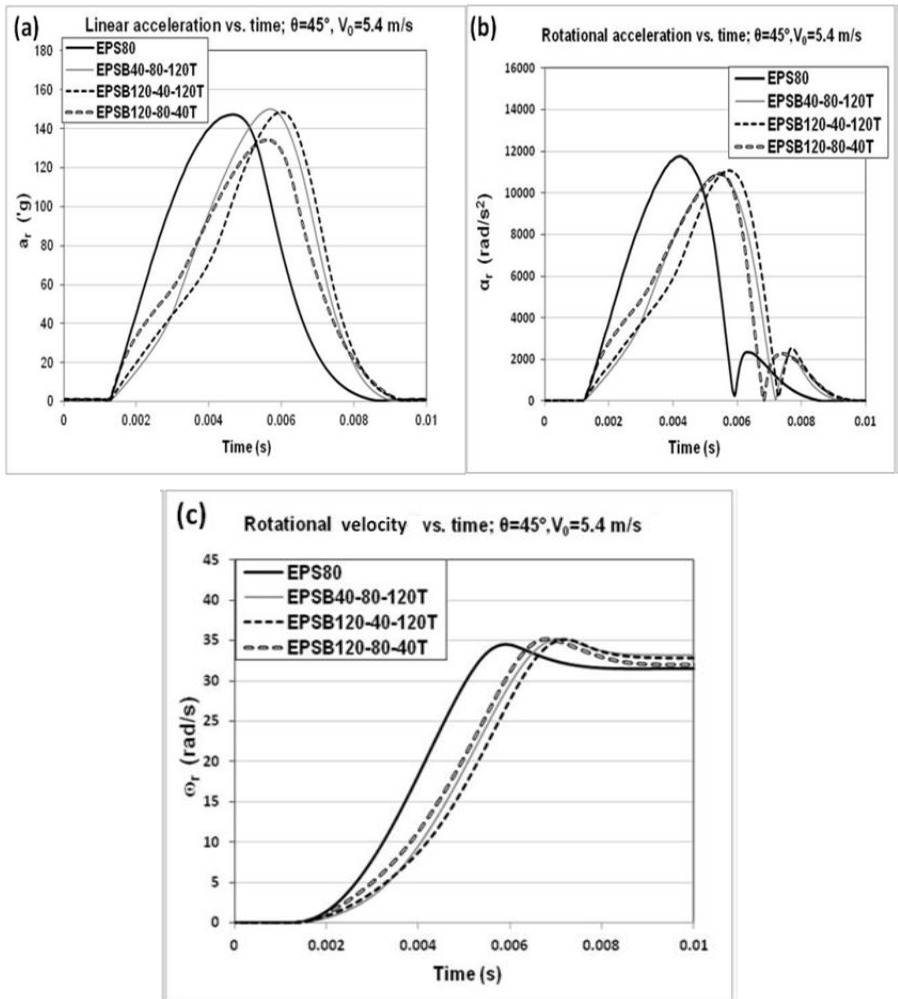 (a)
Linear acceleration vs. time; θ=45°, V0=5.4 m/s
EPS80
EPSB40-80-120T
EPSB120-40-120T
EPSB120-80-40T
180
160
140
120
100
80
60
40
20
0
ar ('g)
0 0.002 0.004 0.006 0.008 0.01
Time (s)
(b)
Rotational acceleration vs. time; θ=45°,V0=5.4 m/s
EPS80
EPSB40-80-120T
EPSB120-40-120T
EPSB120-80-40T
16000
14000
12000
10000
8000
6000
4000
2000
0
αr (rad/s²)
0 0.002 0.004 0.006 0.008 0.01
Time (s)
(c)
Rotational velocity vs. time; θ=45°,V0=5.4 m/s
EPS80
EPSB40-80-120T
EPSB120-40-120T
EPSB120-80-40T
45
40
35
30
25
20
15
10
5
0
ωr (rad/s)
0 0.002 0.004 0.006 0.008 0.01
Time (s)